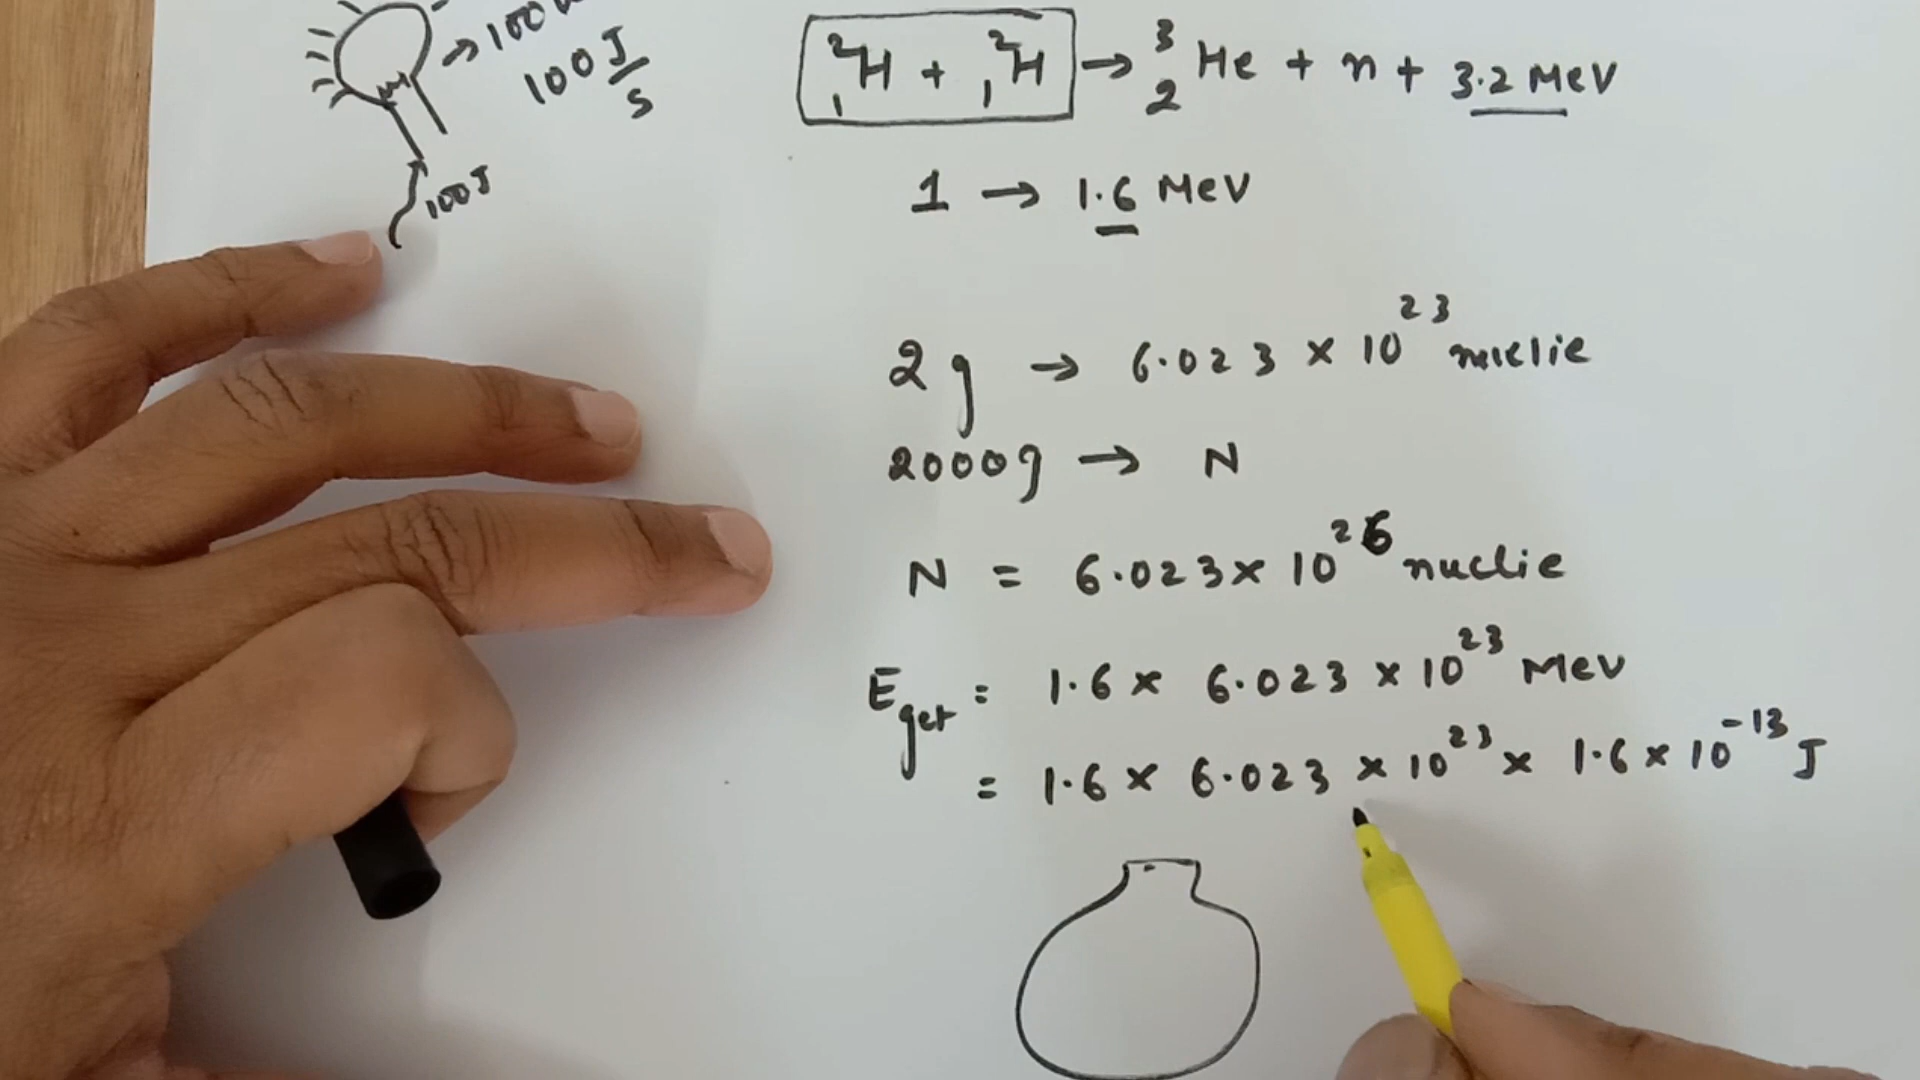 → 100
100 J/s
100J
²₁H + ²₁H → ³₂He + n + 3.2 MeV
1 → 1.6 MeV
2g → 6.023 × 10²³ nuclie
2000g → N
N = 6.023 × 10²⁶ nuclie
E get = 1.6 × 6.023 × 10²³ MeV
= 1.6 × 6.023 × 10²³ × 1.6 × 10⁻¹³ J